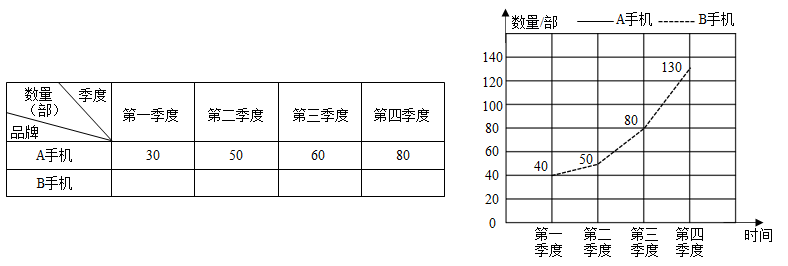 数量
（部）
季度
品牌
第一季度 第二季度 第三季度 第四季度
A手机 30 50 60 80
B手机
数量/部 A手机 B手机
140
120
100
80
60
40
20
0
40
50
80
130
第一季度
第二季度
第三季度
第四季度
时间